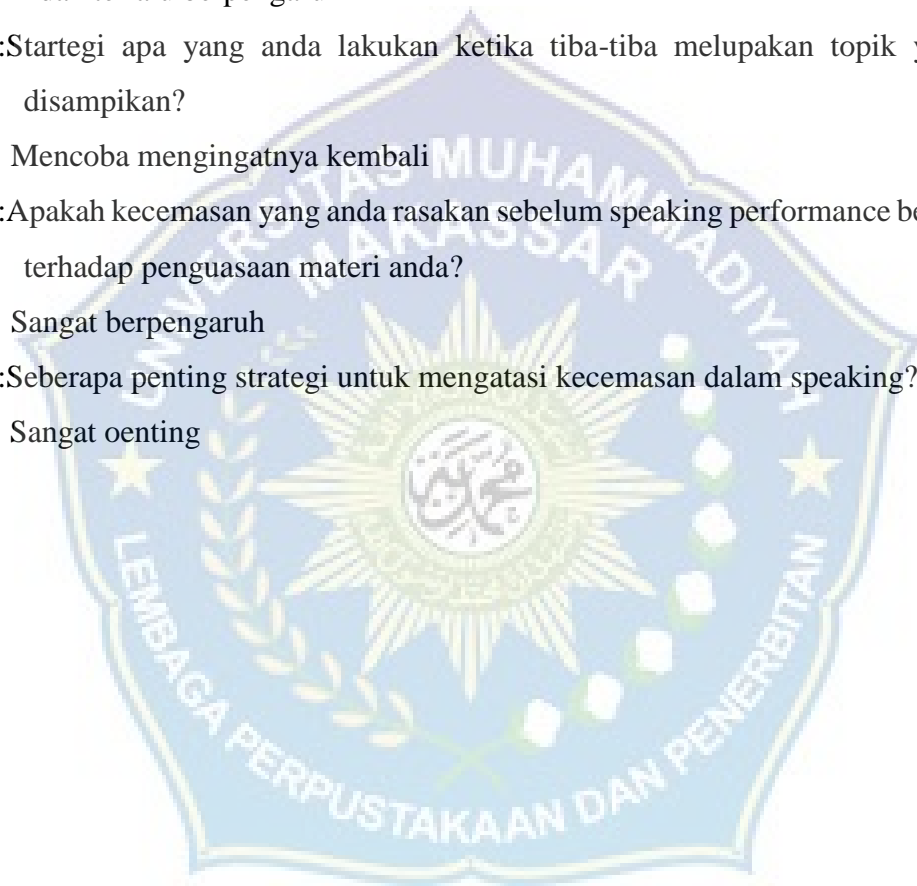 :Startegi apa yang anda lakukan ketika tiba-tiba melupakan topik
disampikan?
Mencoba mengingatnya kembali
:Apakah kecemasan yang anda rasakan sebelum speaking performance
terhadap penguasaan materi anda?
Sangat berpengaruh
:Seberapa penting strategi untuk mengatasi kecemasan dalam speaking?
Sangat oenting
UNIVERSITAS MUHAMMADIYAH
MAKASSAR
LEMBAGA PERPUSTAKAAN DAN PENERBITAN